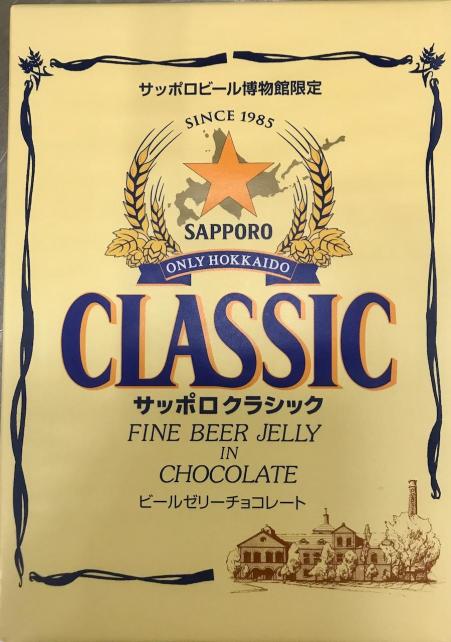 サッポロビール博物館限定
SINCE 1985
SAPPORO
ONLY HOKKAIDO
CLASSIC
サッポロクラシック
FINE BEER JELLY
IN
CHOCOLATE
ビールゼリーチョコレート